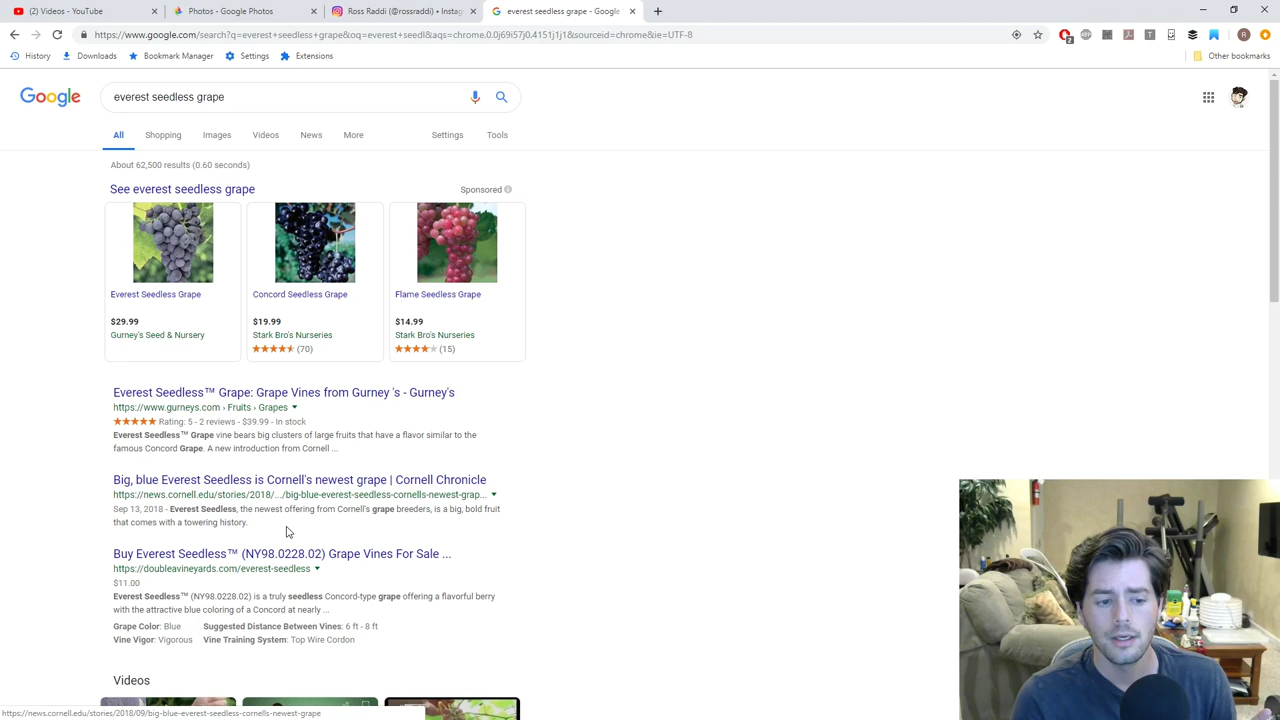 (2) Videos - YouTube
Photos - Google Photos
Ross Raddi (@rossraddi) • Instag
everest seedless grape - Google
https://www.google.com/search?q=everest+seedless+grape&oq=everest+seedl&aqs=chrome.0.0j69i57j0.4151j1j1&sourceid=chrome&ie=UTF-8
History
Downloads
Bookmark Manager
Settings
Extensions
Other bookmarks
Google
everest seedless grape
All
Shopping
Images
Videos
News
More
Settings
Tools
About 62,500 results (0.60 seconds)
See everest seedless grape
Sponsored
Everest Seedless Grape
$29.99
Gurney's Seed & Nursery
Concord Seedless Grape
$19.99
Stark Bro's Nurseries
(70)
Flame Seedless Grape
$14.99
Stark Bro's Nurseries
(15)
Everest Seedless™ Grape: Grape Vines from Gurney 's - Gurney's
https://www.gurneys.com › Fruits › Grapes
Rating: 5 - 2 reviews - $39.99 - In stock
Everest Seedless™ Grape vine bears big clusters of large fruits that have a flavor similar to the
famous Concord Grape. A new introduction from Cornell ...
Big, blue Everest Seedless is Cornell's newest grape | Cornell Chronicle
https://news.cornell.edu/stories/2018/.../big-blue-everest-seedless-cornells-newest-grap...
Sep 13, 2018 - Everest Seedless, the newest offering from Cornell's grape breeders, is a big, bold fruit
that comes with a towering history.
Buy Everest Seedless™ (NY98.0228.02) Grape Vines For Sale ...
https://doubleavineyards.com/everest-seedless
$11.00
Everest Seedless™ (NY98.0228.02) is a truly seedless Concord-type grape offering a flavorful berry
with the attractive blue coloring of a Concord at nearly ...
Grape Color: Blue
Suggested Distance Between Vines: 6 ft - 8 ft
Vine Vigor: Vigorous
Vine Training System: Top Wire Cordon
Videos
https://news.cornell.edu/stories/2018/09/big-blue-everest-seedless-cornells-newest-grape